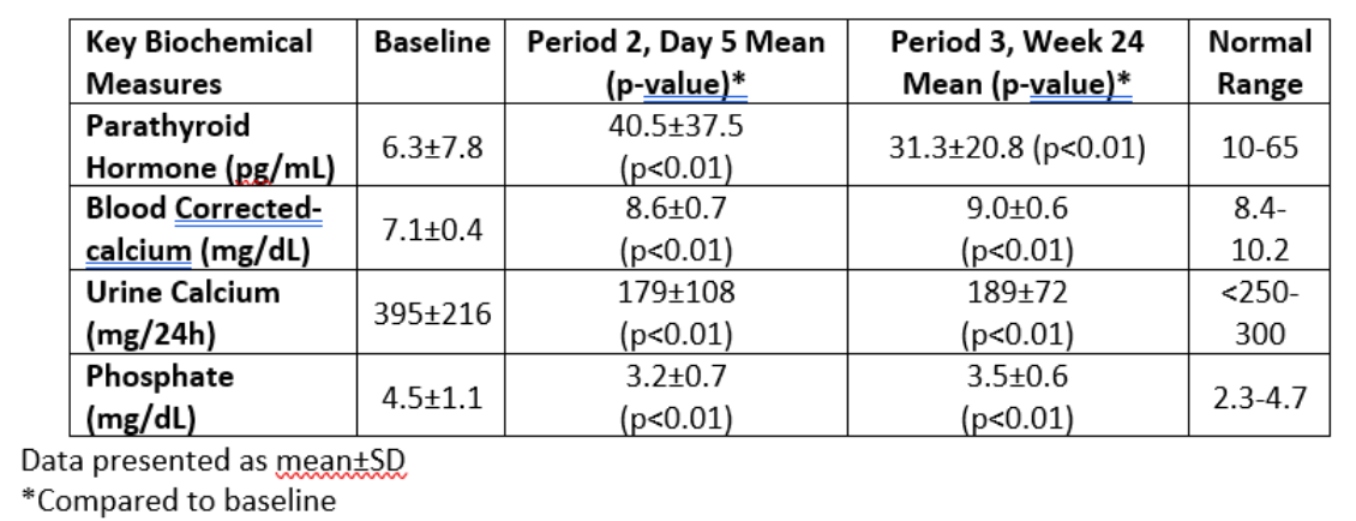 Key Biochemical Measures | Baseline | Period 2, Day 5 Mean (p-value)* | Period 3, Week 24 Mean (p-value)* | Normal Range
Parathyroid Hormone (pg/mL) | 6.3±7.8 | 40.5±37.5 (p<0.01) | 31.3±20.8 (p<0.01) | 10-65
Blood Corrected-calcium (mg/dL) | 7.1±0.4 | 8.6±0.7 (p<0.01) | 9.0±0.6 (p<0.01) | 8.4-10.2
Urine Calcium (mg/24h) | 395±216 | 179±108 (p<0.01) | 189±72 (p<0.01) | <250-300
Phosphate (mg/dL) | 4.5±1.1 | 3.2±0.7 (p<0.01) | 3.5±0.6 (p<0.01) | 2.3-4.7
Data presented as mean±SD
*Compared to baseline